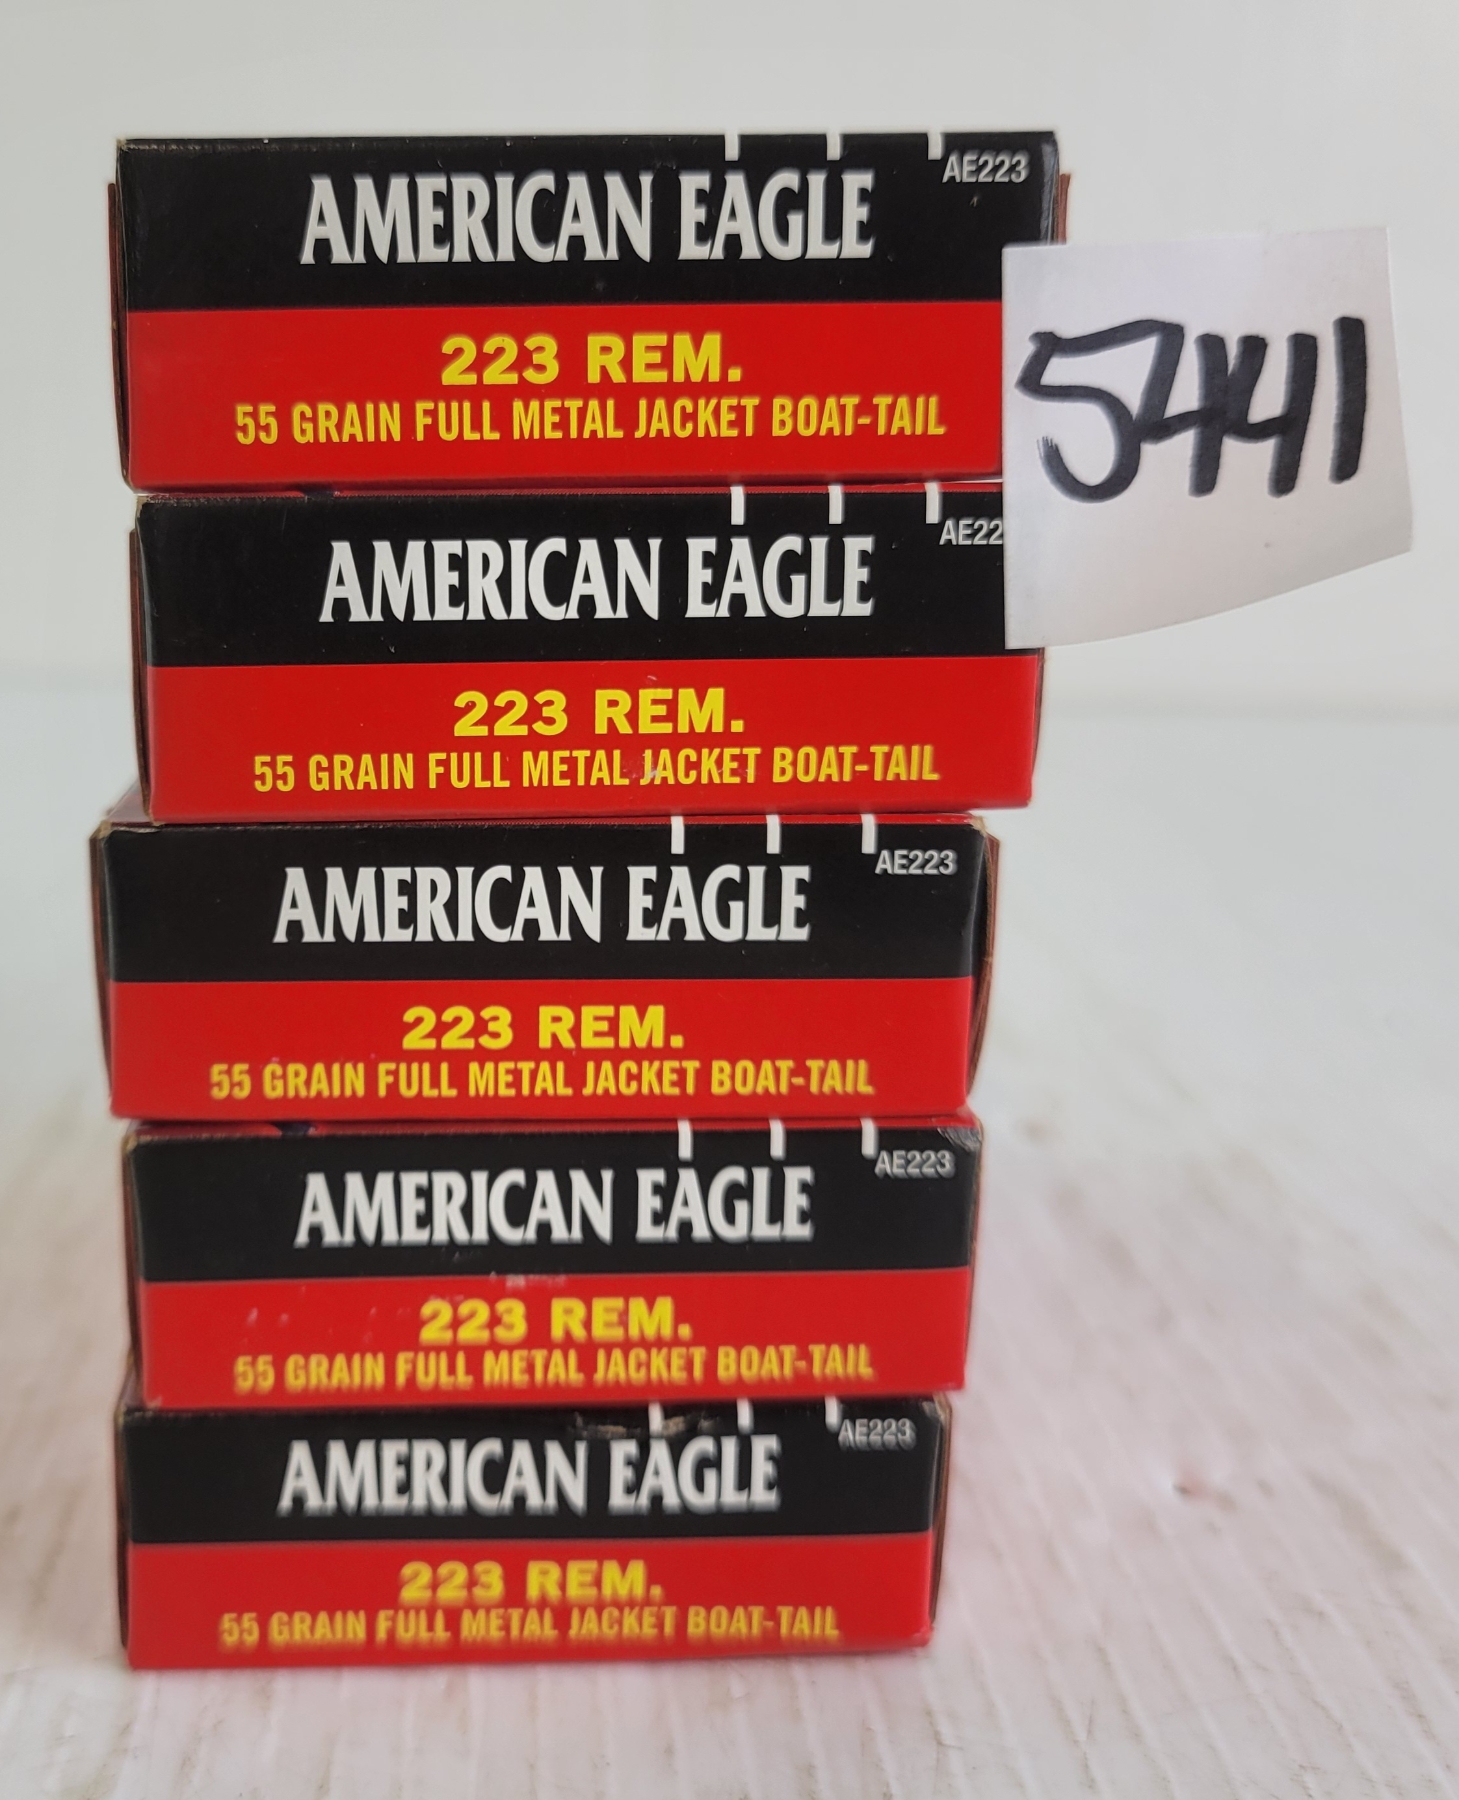 AMERICAN EAGLE
AE223
223 REM.
55 GRAIN FULL METAL JACKET BOAT-TAIL
5441
AMERICAN EAGLE
AE22
223 REM.
55 GRAIN FULL METAL JACKET BOAT-TAIL
AMERICAN EAGLE
AE223
223 REM.
55 GRAIN FULL METAL JACKET BOAT-TAIL
AMERICAN EAGLE
AE223
223 REM.
55 GRAIN FULL METAL JACKET BOAT-TAIL
AMERICAN EAGLE
AE223
223 REM.
55 GRAIN FULL METAL JACKET BOAT-TAIL